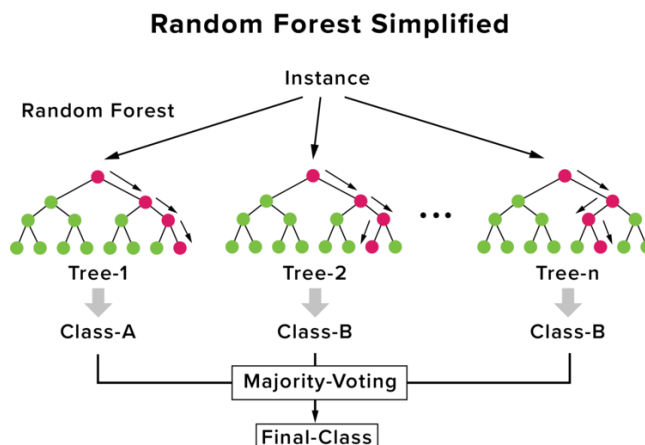 Random Forest Simplified
Instance
Random Forest
Tree-1 Tree-2 Tree-n
Class-A Class-B Class-B
Majority-Voting
Final-Class